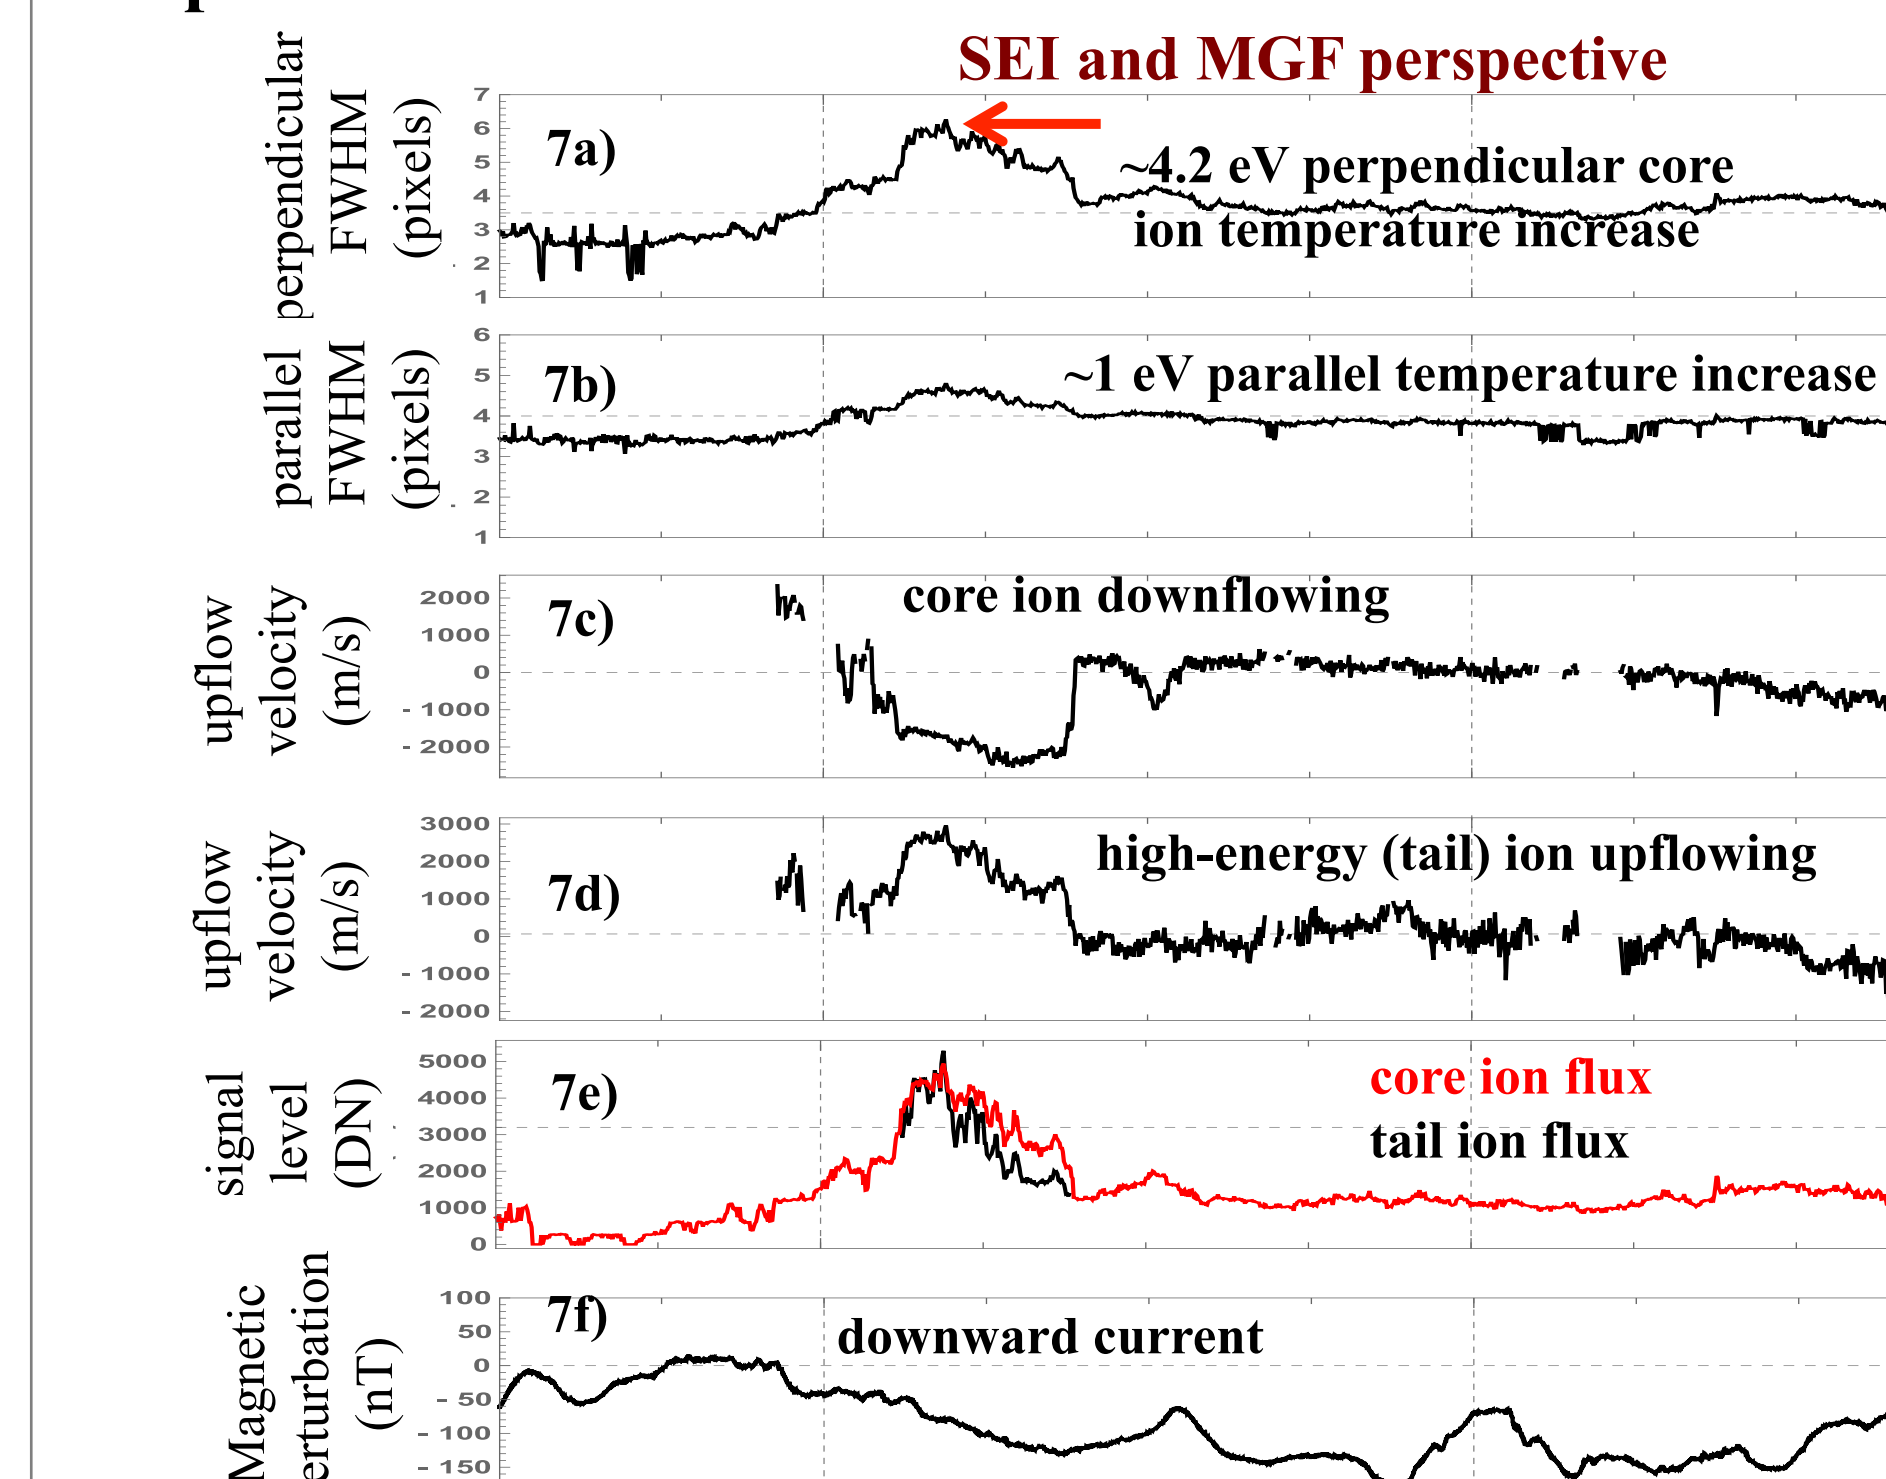 SEI and MGF perspective
perpendicular
FWHM
(pixels)
7
6
5
4
3
2
1
7a)
~4.2 eV perpendicular core
ion temperature increase
parallel
FWHM
(pixels)
6
5
4
3
2
1
7b)
~1 eV parallel temperature increase
upflow
velocity
(m/s)
2000
1000
0
- 1000
- 2000
7c)
core ion downflowing
upflow
velocity
(m/s)
3000
2000
1000
0
- 1000
- 2000
7d)
high-energy (tail) ion upflowing
signal
level
(DN)
5000
4000
3000
2000
1000
0
7e)
core ion flux
tail ion flux
Magnetic
erturbation
(nT)
100
50
0
- 50
- 100
- 150
7f)
downward current